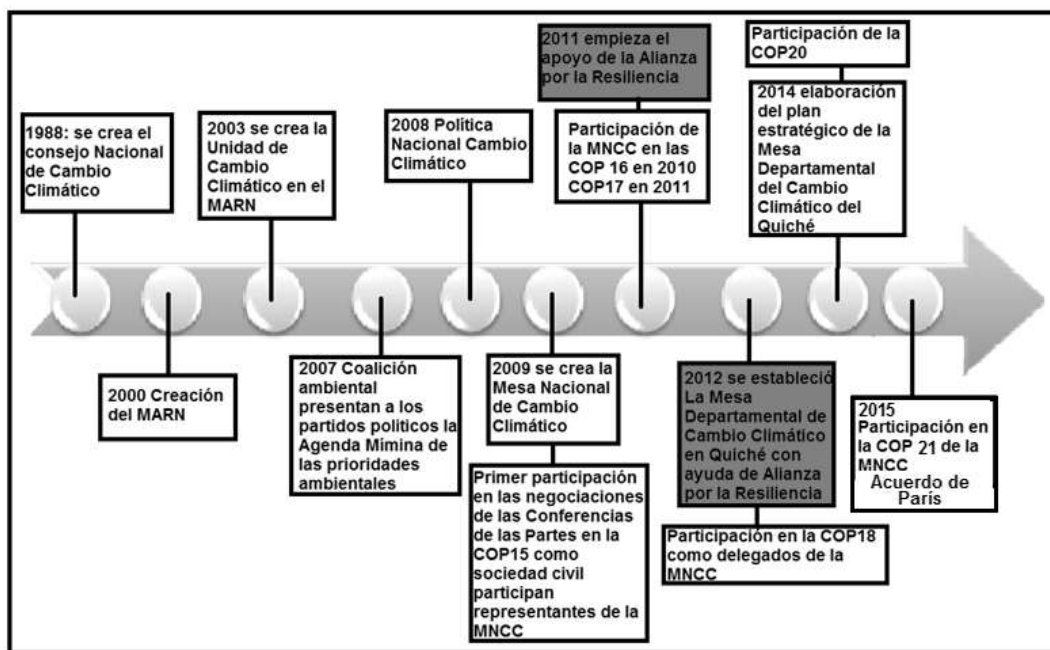 1988: se crea el
consejo Nacional
de Cambio
Climático
2000 Creación
del MARN
2003 se crea la
Unidad de
Cambio
Climático en el
MARN
2007 Coalición
ambiental
presentan a los
partidos políticos la
Agenda Mímina de
las prioridades
ambientales
2008 Política
Nacional Cambio
Climático
2009 se crea la
Mesa Nacional
de Cambio
Climático
Primer participación
en las negociaciones
de las Conferencias
de las Partes en la
COP15 como
sociedad civil
participan
representantes de la
MNCC
2011 empieza el
apoyo de la Alianza
por la Resiliencia
Participación de
la MNCC en las
COP 16 en 2010
COP17 en 2011
2012 se estableció
La Mesa
Departamental de
Cambio Climático
en Quiché con
ayuda de Alianza
por la Resiliencia
Participación en la COP18
como delegados de la
MNCC
Participación de la
COP20
2014 elaboración
del plan
estratégico de la
Mesa
Departamental
del Cambio
Climático del
Quiché
2015
Participación en
la COP 21 de la
MNCC
Acuerdo de
París